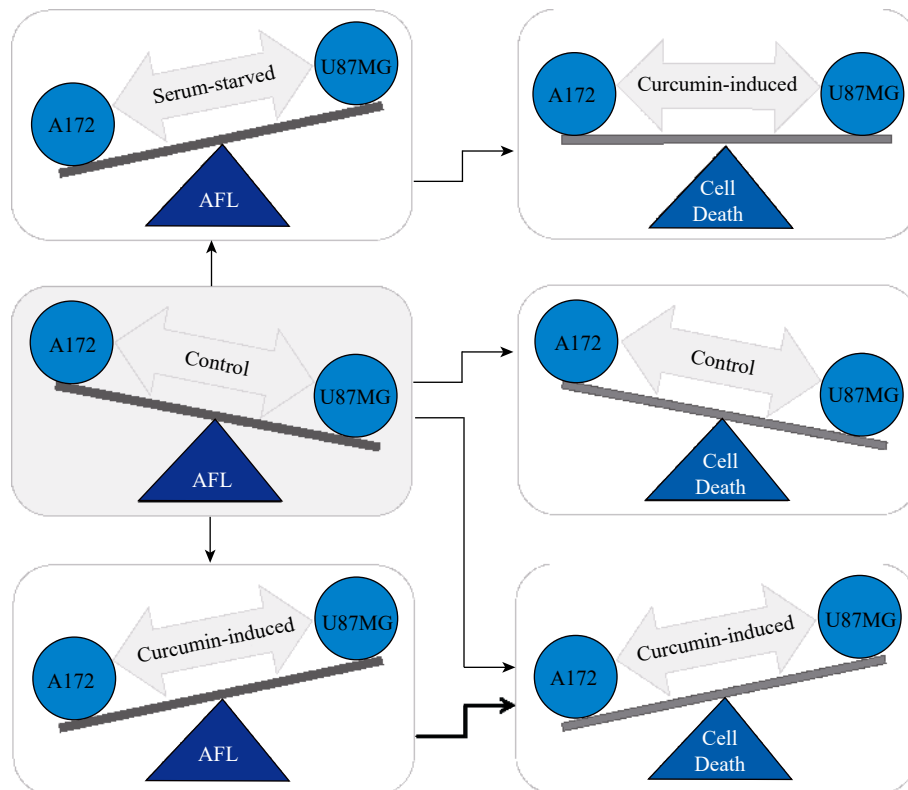 Serum-starved
U87MG
A172
AFL
Curcumin-induced
A172
U87MG
Cell
Death
A172
Control
U87MG
AFL
A172
Control
U87MG
Cell
Death
U87MG
Curcumin-induced
A172
AFL
U87MG
Curcumin-induced
A172
Cell
Death